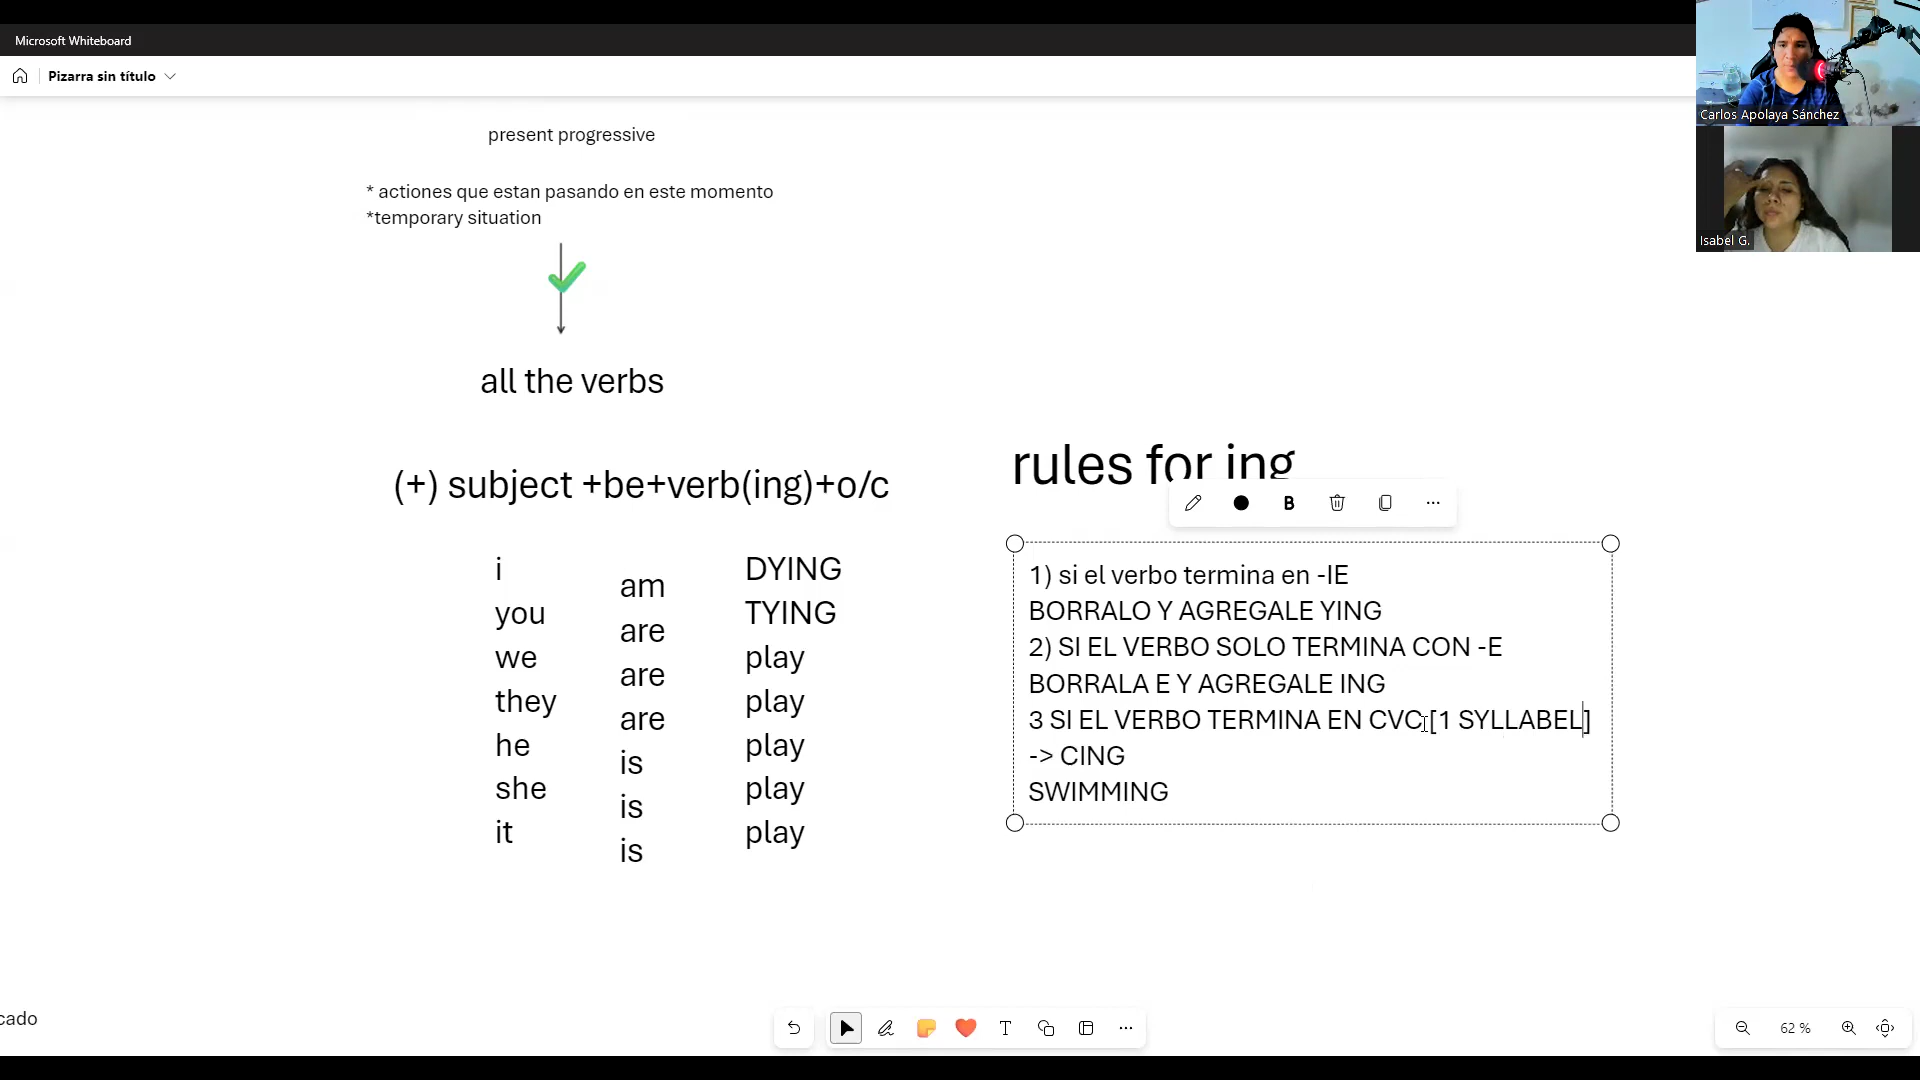 Microsoft Whiteboard
Pizarra sin título
Carlos Apolaya Sánchez
Isabel G.
present progressive
* actiones que estan pasando en este momento
*temporary situation
all the verbs
(+) subject +be+verb(ing)+o/c
i
you
we
they
he
she
it
am
are
are
are
is
is
is
DYING
TYING
play
play
play
play
play
rules for ing
B
1) si el verbo termina en -IE
BORRALO Y AGREGALE YING
2) SI EL VERBO SOLO TERMINA CON -E
BORRALA E Y AGREGALE ING
3 SI EL VERBO TERMINA EN CVC [1 SYLLABEL]
-> CING
SWIMMING
cado
T
62 %